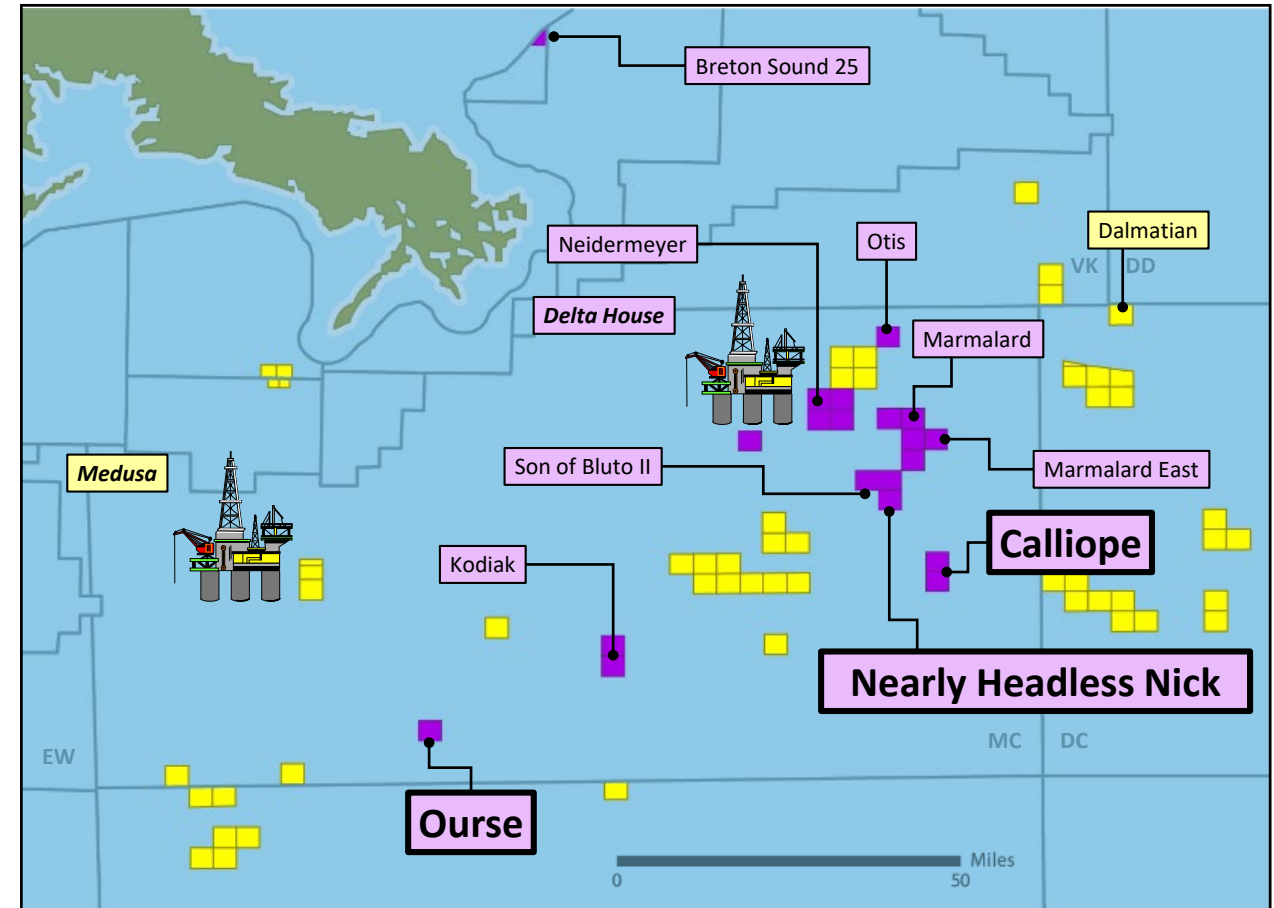 Breton Sound 25
Neidermeyer
Otis
Dalmatian
VK
DD
Delta House
Marmalard
Medusa
Son of Bluto II
Marmalard East
Calliope
Kodiak
Nearly Headless Nick
EW
MC
DC
Ourse
Miles
0
50